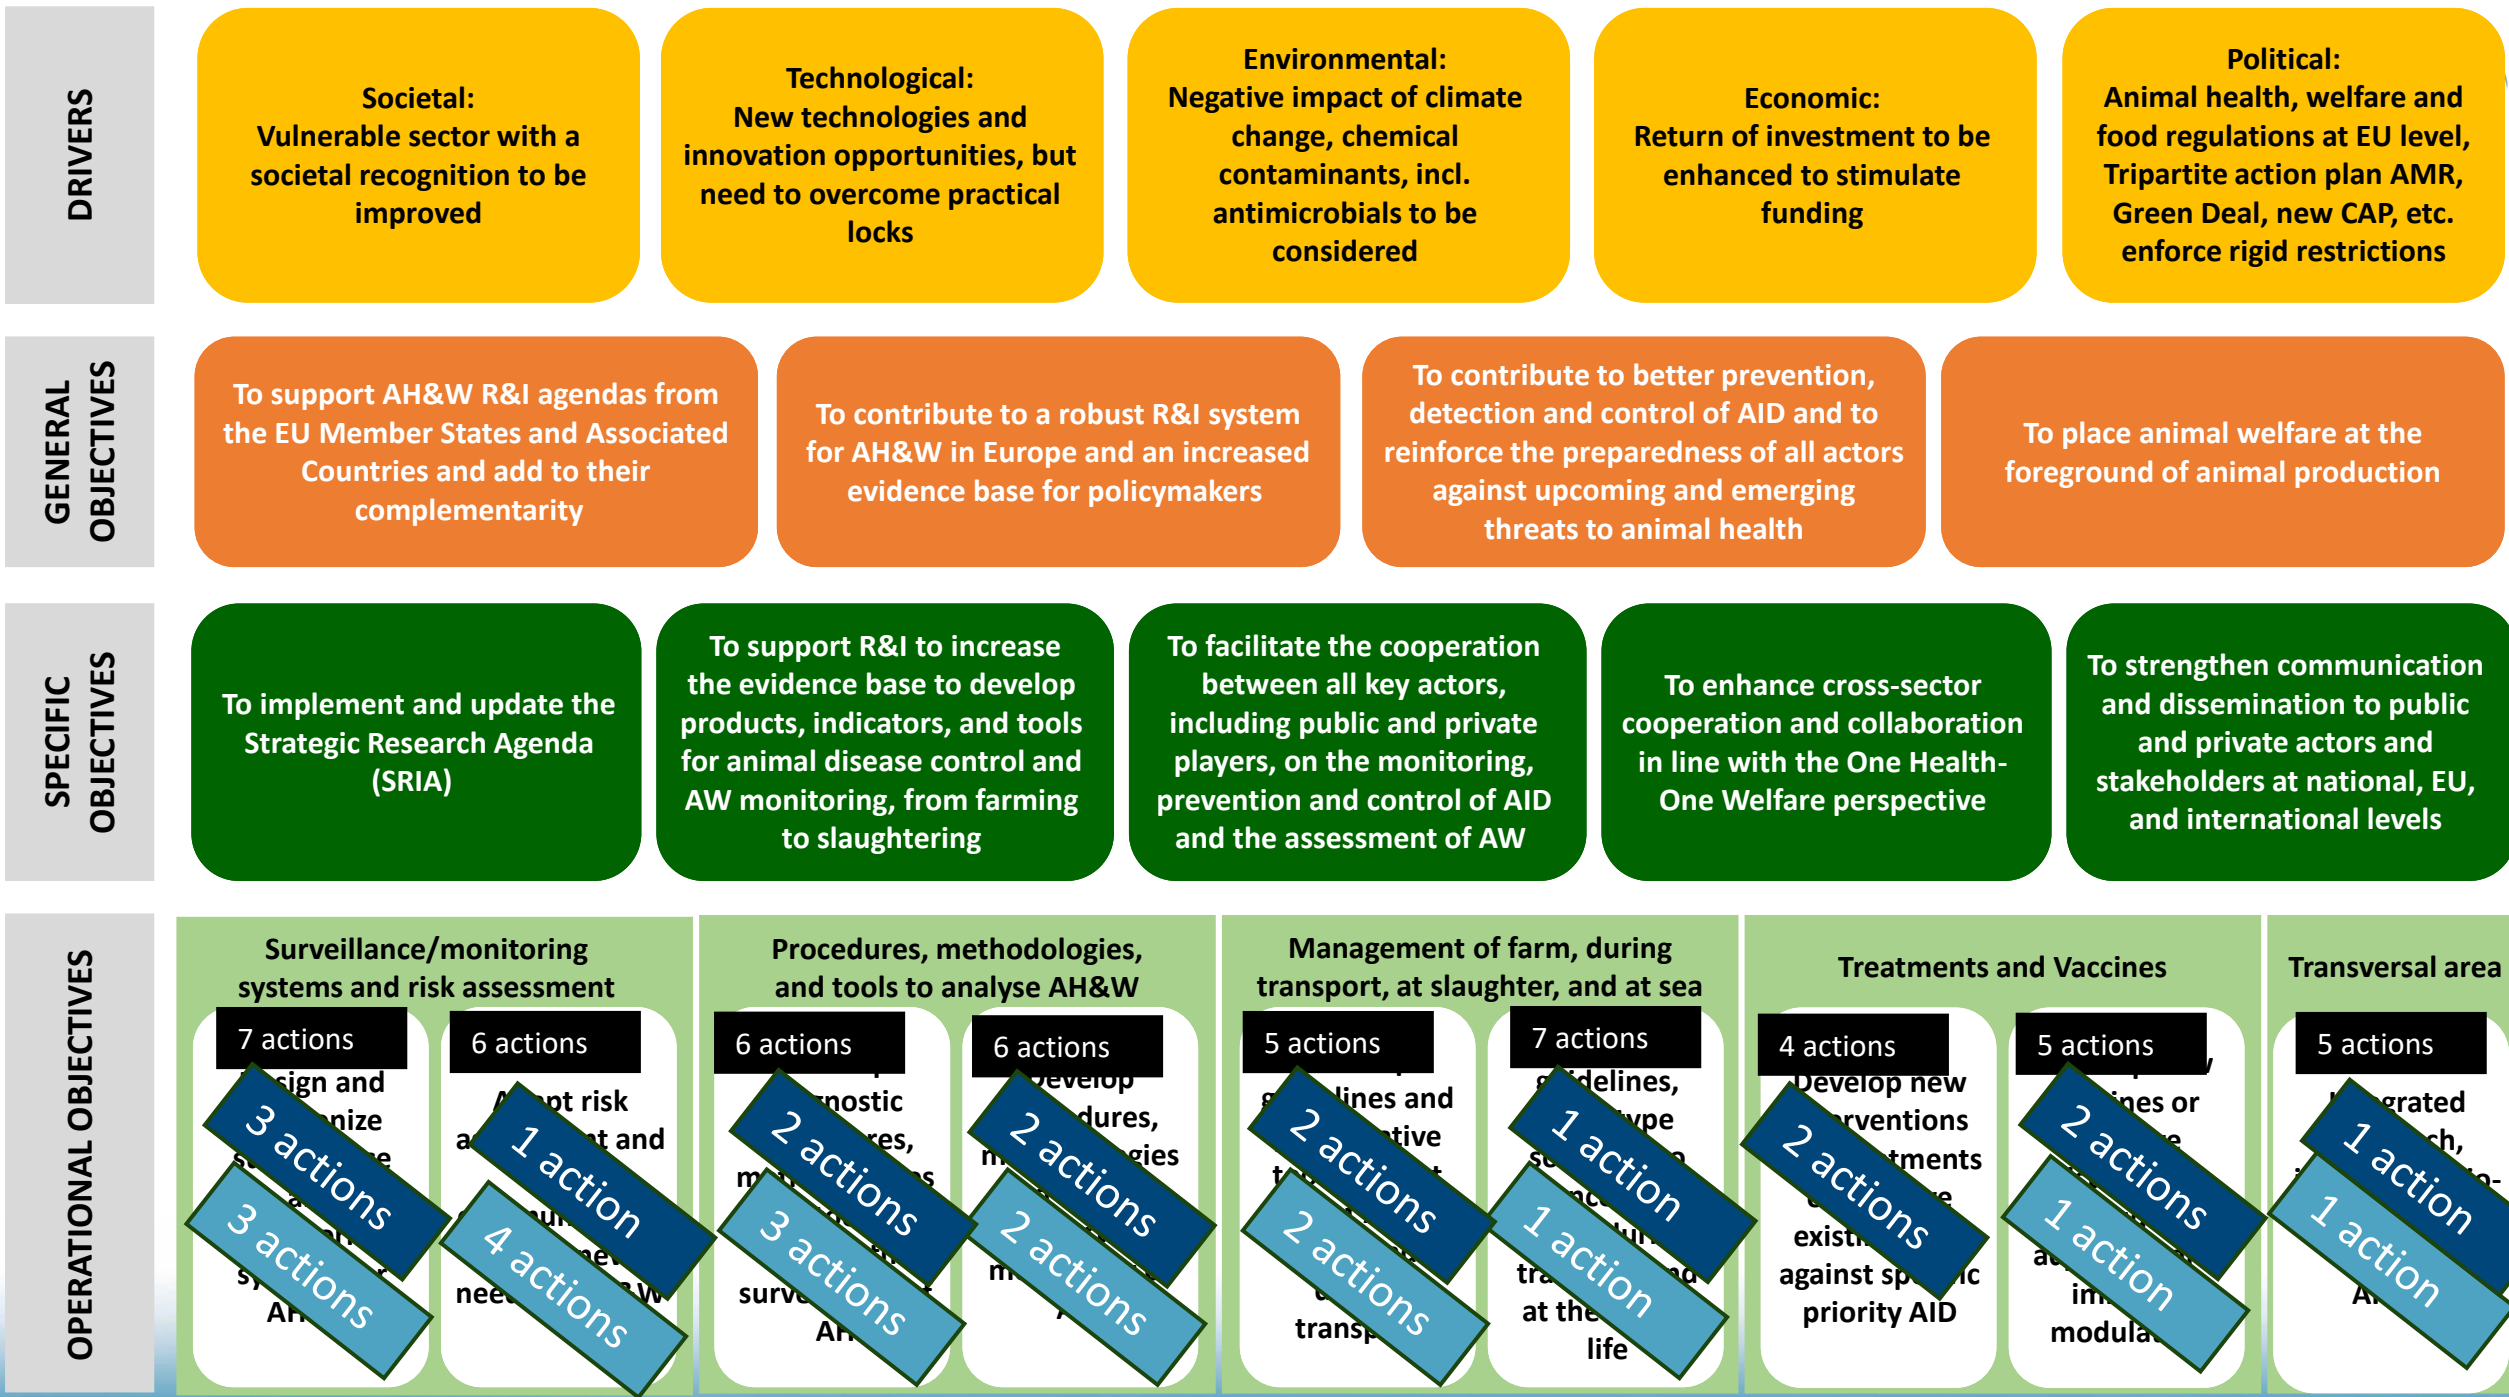 DRIVERS
Societal:
Vulnerable sector with a
societal recognition to be
improved
Technological:
New technologies and
innovation opportunities, but
need to overcome practical
locks
Environmental:
Negative impact of climate
change, chemical
contaminants, incl.
antimicrobials to be
considered
Economic:
Return of investment to be
enhanced to stimulate
funding
Political:
Animal health, welfare and
food regulations at EU level,
Tripartite action plan AMR,
Green Deal, new CAP, etc.
enforce rigid restrictions
GENERAL
OBJECTIVES
To support AH&W R&I agendas from
the EU Member States and Associated
Countries and add to their
complementarity
To contribute to a robust R&I system
for AH&W in Europe and an increased
evidence base for policymakers
To contribute to better prevention,
detection and control of AID and to
reinforce the preparedness of all actors
against upcoming and emerging
threats to animal health
To place animal welfare at the
foreground of animal production
SPECIFIC
OBJECTIVES
To implement and update the
Strategic Research Agenda
(SRIA)
To support R&I to increase
the evidence base to develop
products, indicators, and tools
for animal disease control and
AW monitoring, from farming
to slaughtering
To facilitate the cooperation
between all key actors,
including public and private
players, on the monitoring,
prevention and control of AID
and the assessment of AW
To enhance cross-sector
cooperation and collaboration
in line with the One Health-
One Welfare perspective
To strengthen communication
and dissemination to public
and private actors and
stakeholders at national, EU,
and international levels
OPERATIONAL OBJECTIVES
Surveillance/monitoring
systems and risk assessment
7 actions
and
3 actions
3 actions
6 actions
risk
and
1 action
4 actions
Procedures, methodologies,
and tools to analyse AH&W
6 actions
2 actions
3 actions
6 actions
Develop
2 actions
2 actions
Management of farm, during
transport, at slaughter, and at sea
5 actions
and
2 actions
2 actions
7 actions
guidelines,
1 action
1 action
at the
life
Treatments and Vaccines
4 actions
Develop new
2 actions
against
priority AID
5 actions
or
2 actions
1 action
Transversal area
5 actions
1 action
1 action